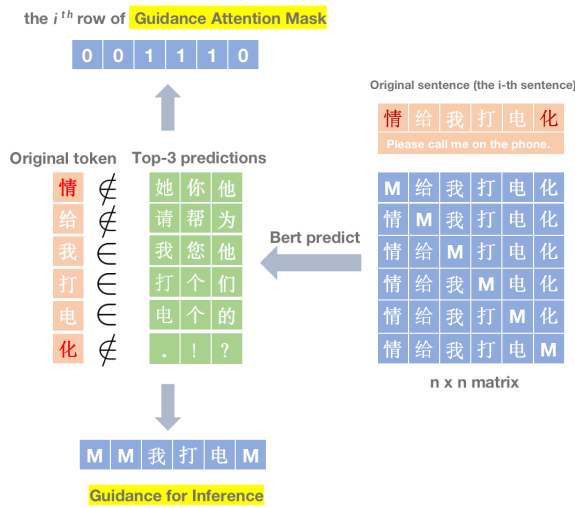 the i th row of Guidance Attention Mask
0 0 1 1 1 1 0
Original sentence (the i-th sentence)
情 给 我 打 电 化
Please call me on the phone.
Original token
Top-3 predictions
情 ∉ 她 你 他
给 ∉ 请 帮 为
我 ∈ 我 您 他
打 ∈ 打 个 们
电 ∈ 电 个 的
化 ∉ . ! ?
Bert predict
M 给 我 打 电 化
情 M 我 打 电 化
情 给 M 打 电 化
情 给 我 M 电 化
情 给 我 打 M 化
情 给 我 打 电 M
n x n matrix
M M 我 打 电 M
Guidance for Inference